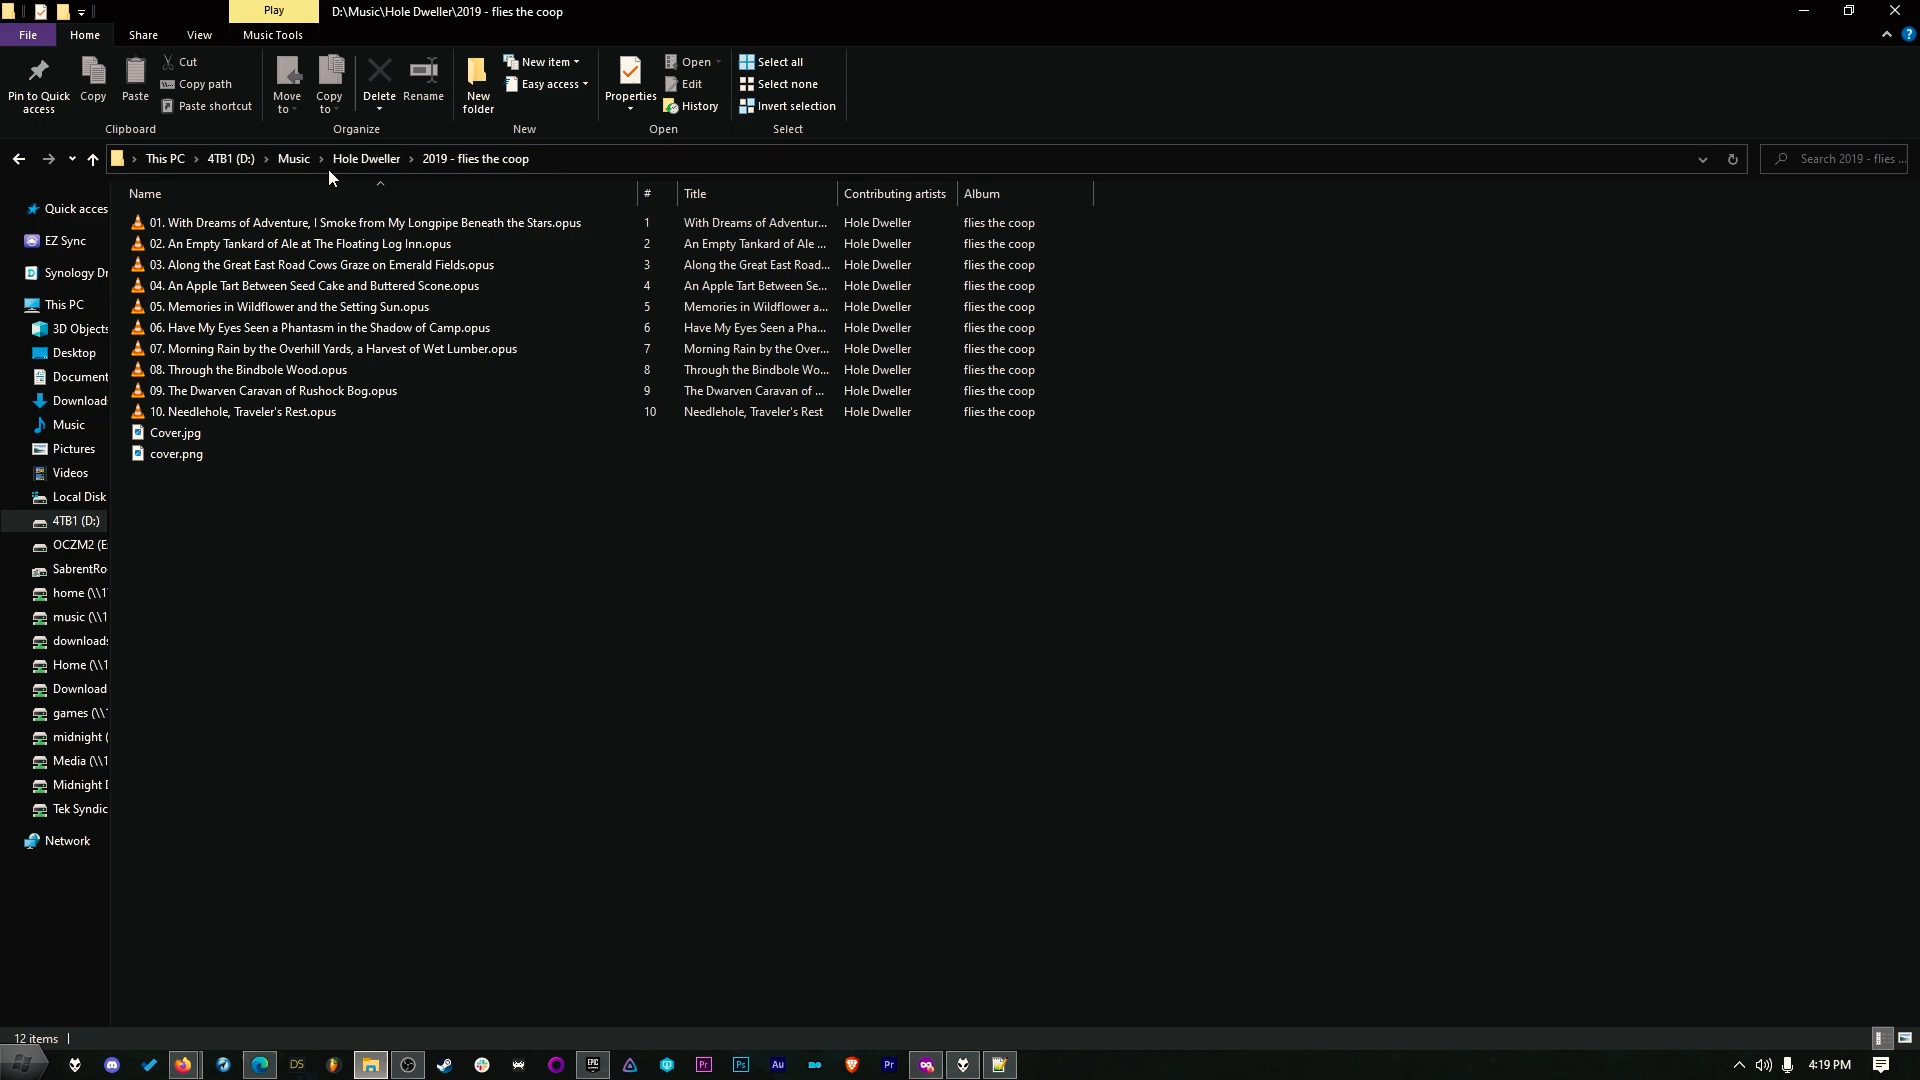 Play
D:\Music\Hole Dweller\2019 - flies the coop
File
Home
Share
View
Music Tools
Pin to Quick access
Copy
Paste
Cut
Copy path
Paste shortcut
Clipboard
Move to
Copy to
Delete
Rename
Organize
New folder
New item
Easy access
New
Properties
Open
Edit
History
Open
Select all
Select none
Invert selection
Select
This PC
4TB1 (D:)
Music
Hole Dweller
2019 - flies the coop
Search 2019 - flies ...
Name # Title Contributing artists Album
01. With Dreams of Adventure, I Smoke from My Longpipe Beneath the Stars.opus 1 With Dreams of Adventur... Hole Dweller flies the coop
02. An Empty Tankard of Ale at The Floating Log Inn.opus 2 An Empty Tankard of Ale ... Hole Dweller flies the coop
03. Along the Great East Road Cows Graze on Emerald Fields.opus 3 Along the Great East Road... Hole Dweller flies the coop
04. An Apple Tart Between Seed Cake and Buttered Scone.opus 4 An Apple Tart Between Se... Hole Dweller flies the coop
05. Memories in Wildflower and the Setting Sun.opus 5 Memories in Wildflower a... Hole Dweller flies the coop
06. Have My Eyes Seen a Phantasm in the Shadow of Camp.opus 6 Have My Eyes Seen a Pha... Hole Dweller flies the coop
07. Morning Rain by the Overhill Yards, a Harvest of Wet Lumber.opus 7 Morning Rain by the Over... Hole Dweller flies the coop
08. Through the Bindbole Wood.opus 8 Through the Bindbole Wo... Hole Dweller flies the coop
09. The Dwarven Caravan of Rushock Bog.opus 9 The Dwarven Caravan of ... Hole Dweller flies the coop
10. Needlehole, Traveler's Rest.opus 10 Needlehole, Traveler's Rest Hole Dweller flies the coop
Cover.jpg
cover.png
Quick acces
EZ Sync
Synology Dr
This PC
3D Objects
Desktop
Document
Download
Music
Pictures
Videos
Local Disk
4TB1 (D:)
OCZM2 (E
SabrentRo
home (\\1
music (\\1
downloads
Home (\\1
Download
games (\\
midnight (
Media (\\1
Midnight D
Tek Syndic
Network
12 items
DS
EPIC
Pr
Ps
Au
Pr
4:19 PM